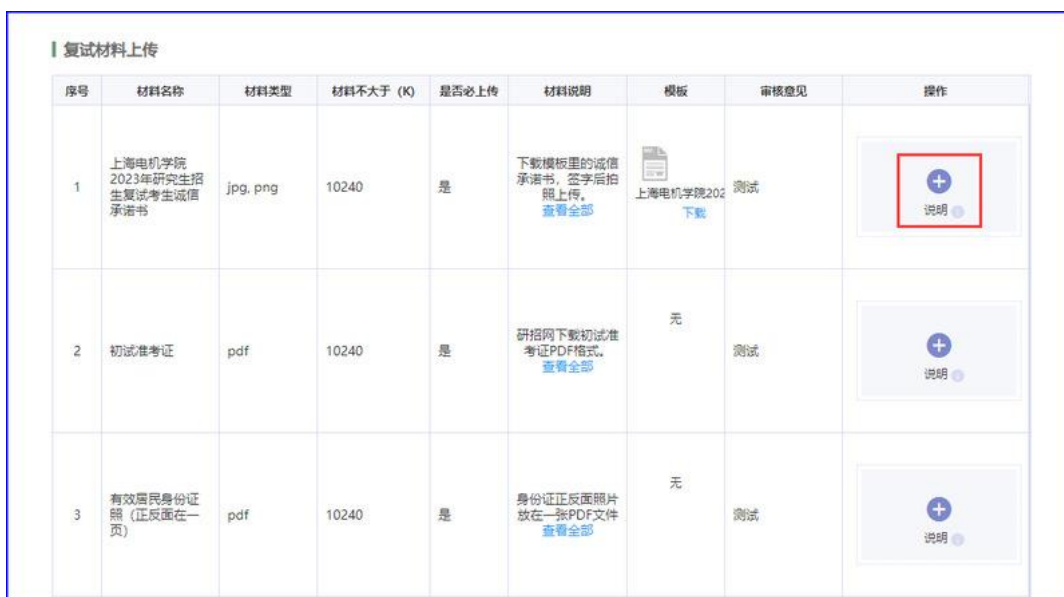 复试材料上传
序号 材料名称 材料类型 材料不大于 (K) 是否必上传 材料说明 模板 审核意见 操作
1
上海电机学院
2023年研究生招
生复试考生诚信
承诺书
jpg, png
10240
是
下载模板里的诚信
承诺书，签字后拍
照上传。
查看全部
上海电机学院202
下载
测试
说明
2
初试准考证
pdf
10240
是
研招网下载初试准
考证PDF格式。
查看全部
无
测试
说明
3
有效居民身份证
照（正反面在一
页）
pdf
10240
是
身份证正反面照片
放在一张PDF文件
查看全部
无
测试
说明